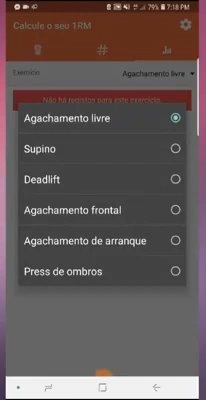 79% 7:18 PM
Calcule o seu 1RM
#
Exercício
Agachamento livre
Não há registos para este exercício.
Agachamento livre
Supino
Deadlift
Agachamento frontal
Agachamento de arranque
Press de ombros